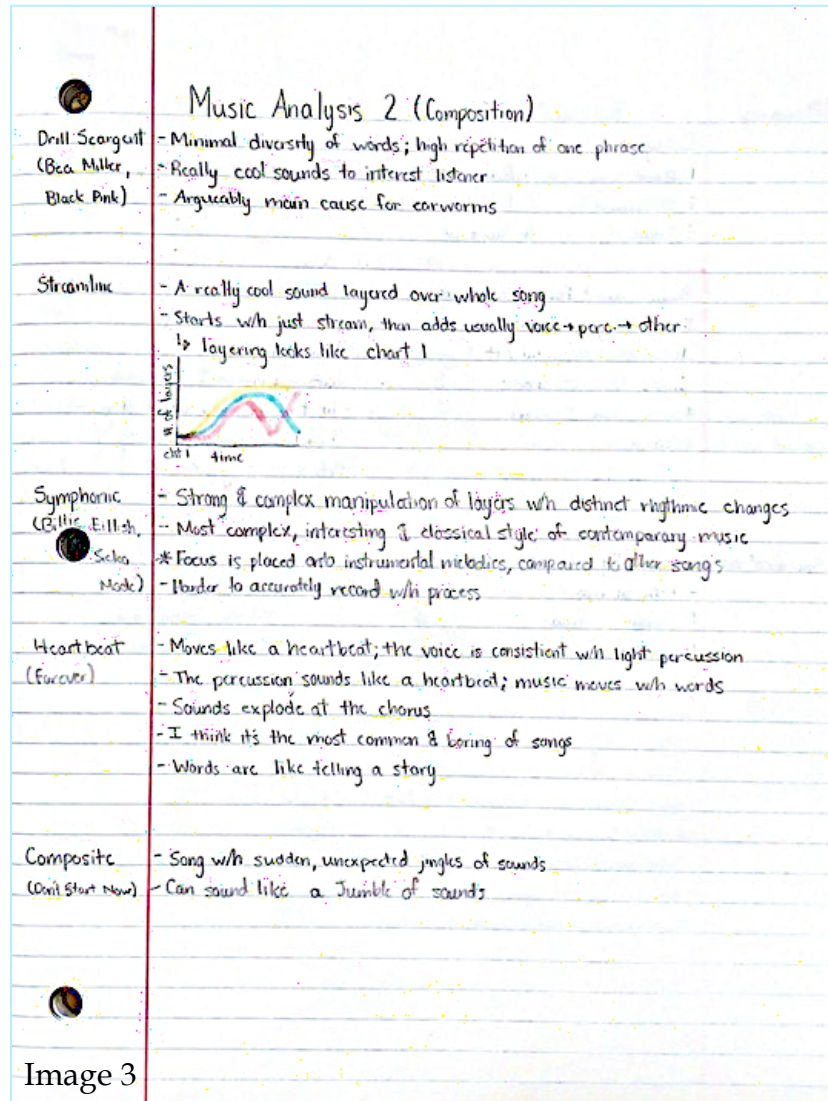 Music Analysis 2 (Composition)
Drill Seargent - Minimal diversity of words; high repetition of one phrase
(Bea Miller, - Really cool sounds to interest listener
Black Pink) - Argueably main cause for earworms
Streamline - A really cool sound layered over whole song
- Starts w/h just stream, then adds usually voice → perc. → other
↳ layering looks like chart 1
#. of layers
cht 1 time
Symphonic - Strong & complex manipulation of layers w/h distinct rhythmic changes
(Billie Eillish, - Most complex, interesting & classical style of contemporary music
* Focus is placed onto instrumental melodies, compared to other songs
Mode) - Harder to accurately record w/h process
Heartbeat - Moves like a heartbeat; the voice is consistient w/h light percussion
(Forever) - The percussion sounds like a heartbeat; music moves w/h words
- Sounds explode at the chorus
- I think it's the most common & boring of songs
- Words are like telling a story
Composite - Song w/h sudden, unexpected jingles of sounds
(Don't Start Now) - Can sound like a Jumble of sounds
Image 3